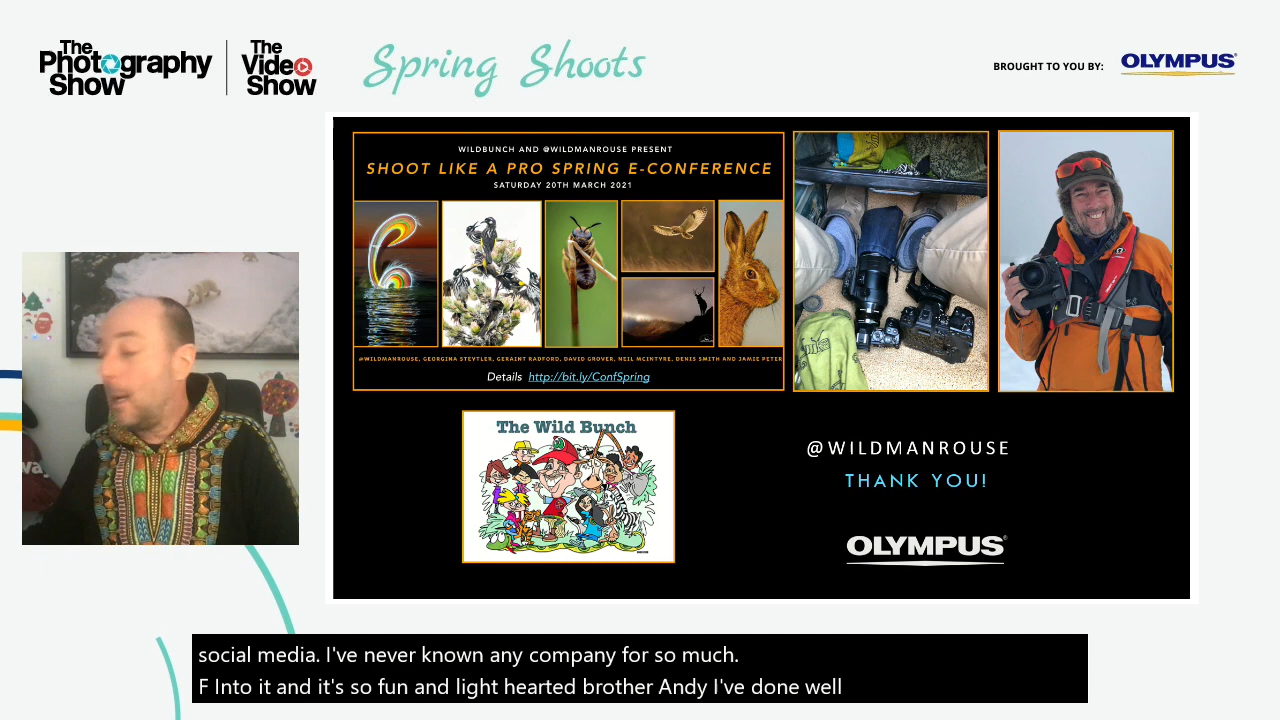 The Photography Show
The Video Show
Spring Shoots
BROUGHT TO YOU BY:
OLYMPUS
WILDBUNCH AND @WILDMANROUSE PRESENT
SHOOT LIKE A PRO SPRING E-CONFERENCE
SATURDAY 20TH MARCH 2021
@WILDMANROUSE, GEORGINA STEYTLER, GERAINT RADFORD, DAVID GROVER, NEIL MCINTYRE, DENIS SMITH AND JAMIE PETER
Details http://bit.ly/ConfSpring
The Wild Bunch
@WILDMANROUSE
THANK YOU!
OLYMPUS
social media. I've never known any company for so much.
F Into it and it's so fun and light hearted brother Andy I've done well